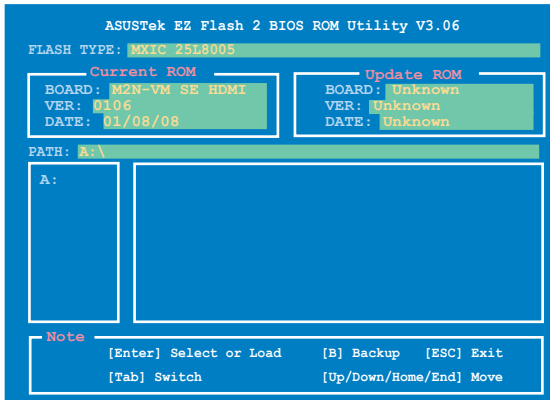 ASUSTek EZ Flash 2 BIOS ROM Utility V3.06
FLASH TYPE: MXIC 25L8005
Current ROM
BOARD: M2N-VM SE HDMI
VER: 0106
DATE: 01/08/08
Update ROM
BOARD: Unknown
VER: Unknown
DATE: Unknown
PATH: A:\
A:
Note
[Enter] Select or Load [B] Backup [ESC] Exit
[Tab] Switch [Up/Down/Home/End] Move